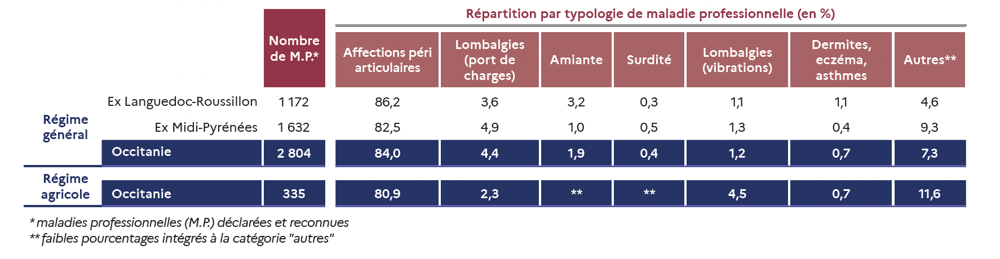 Répartition par typologie de maladie professionnelle (en %)
Nombre
de M.P.*
Affections péri
articulaires
Lombalgies
(port de
charges)
Amiante
Surdité
Lombalgies
(vibrations)
Dermites,
eczéma,
asthmes
Autres**
Régime
général
Ex Languedoc-Roussillon 1 172 86,2 3,6 3,2 0,3 1,1 1,1 4,6
Ex Midi-Pyrénées 1 632 82,5 4,9 1,0 0,5 1,3 0,4 9,3
Occitanie 2 804 84,0 4,4 1,9 0,4 1,2 0,7 7,3
Régime
agricole
Occitanie 335 80,9 2,3 ** ** 4,5 0,7 11,6
* maladies professionnelles (M.P.) déclarées et reconnues
** faibles pourcentages intégrés à la catégorie "autres"